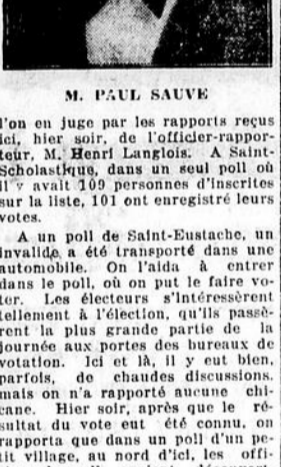 M. PAUL SAUVE
l'on en juge par les rapports reçus
ici, hier soir, de l'officier-rappor-
teur, M. Henri Langlois. A Saint-
Scholastique, dans un seul poll où
il y avait 109 personnes d'inscrites
sur la liste, 101 ont enregistré leurs
votes.
A un poll de Saint-Eustache, un
invalide a été transporté dans une
automobile. On l'aida à entrer
dans le poll, où on put le faire vo-
ter. Les électeurs s'intéressèrent
tellement à l'élection, qu'ils passè-
rent la plus grande partie de la
journée aux portes des bureaux de
votation. Ici et là, il y eut bien,
parfois, de chaudes discussions,
mais on n'a rapporté aucune chi-
cane. Hier soir, après que le ré-
sultat du vote eut été connu, on
rapporta que dans un poll d'un pe-
tit village, au nord d'ici, les offi-